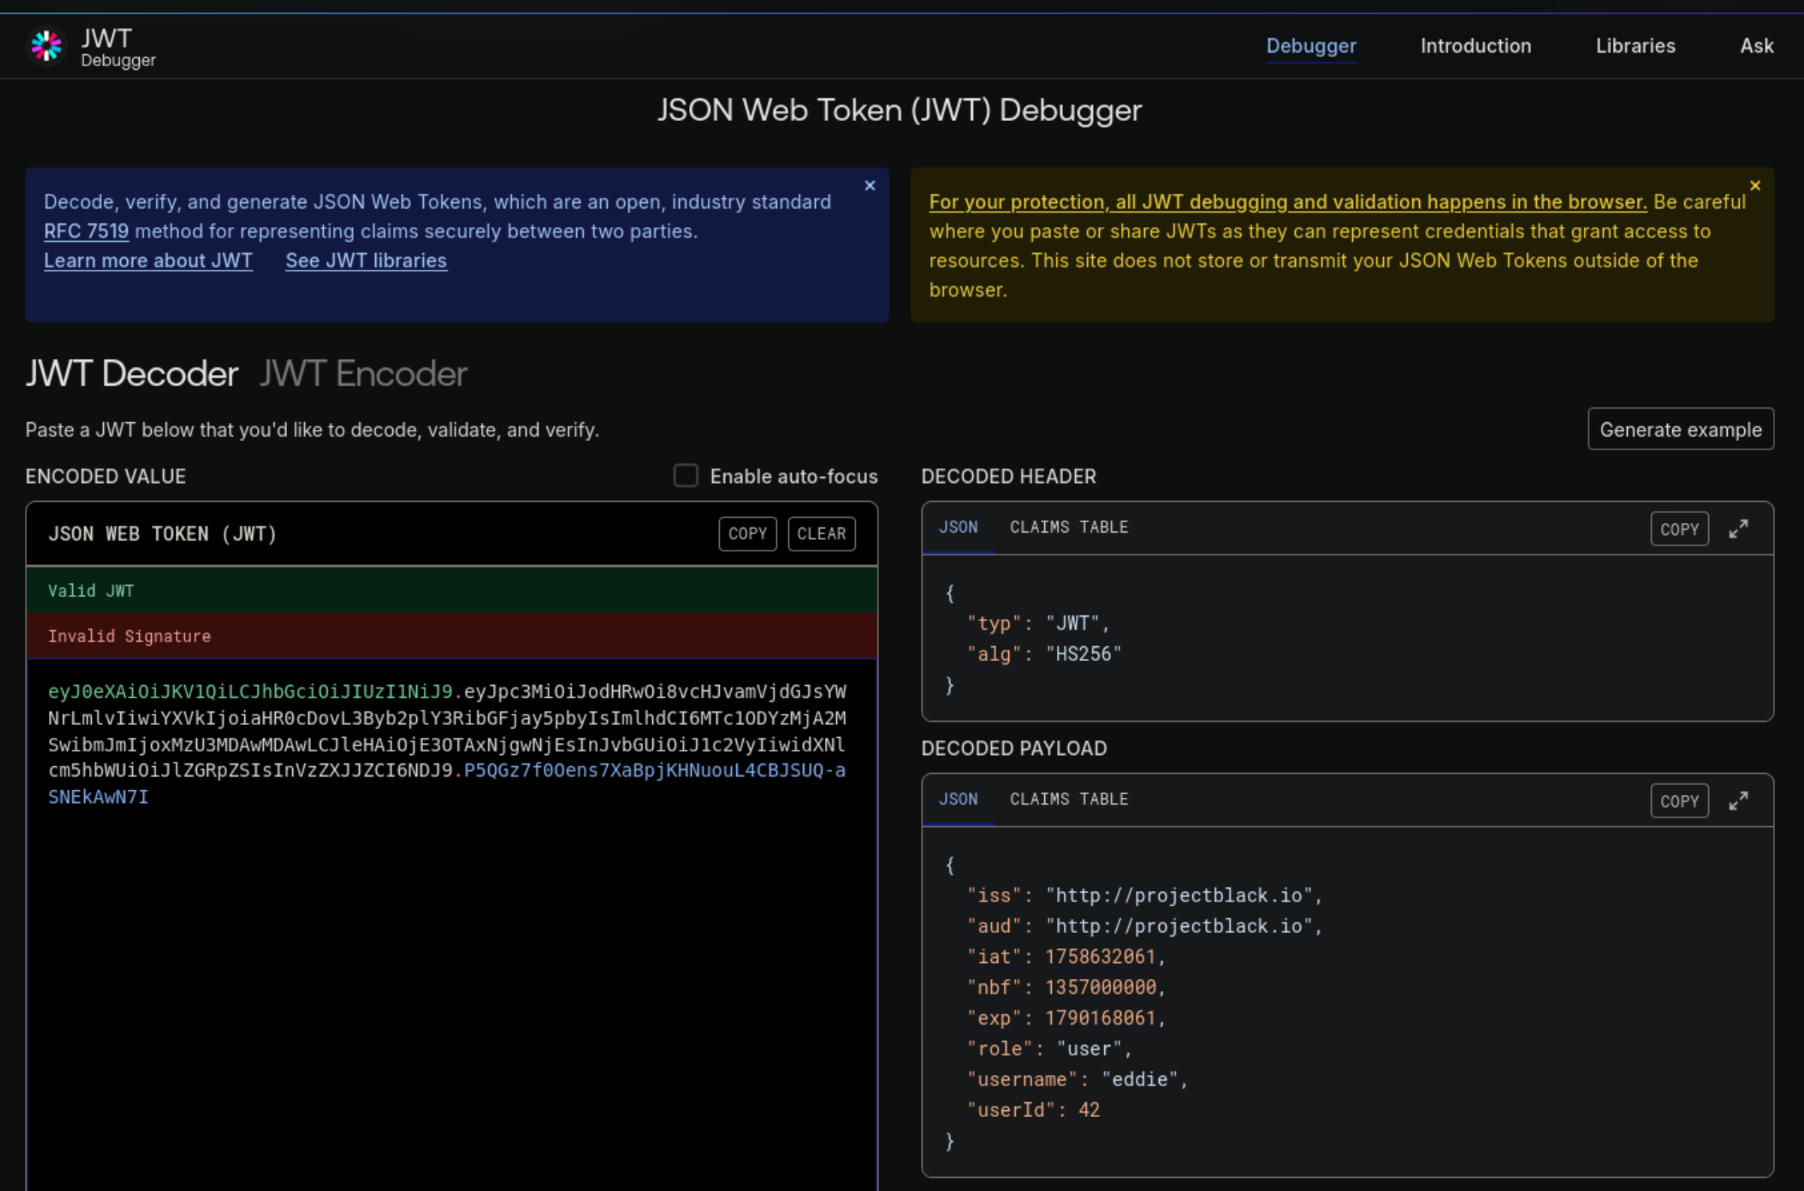 JWT
Debugger
Debugger
Introduction
Libraries
Ask
JSON Web Token (JWT) Debugger
Decode, verify, and generate JSON Web Tokens, which are an open, industry standard
RFC 7519 method for representing claims securely between two parties.
Learn more about JWT See JWT libraries
For your protection, all JWT debugging and validation happens in the browser. Be careful
where you paste or share JWTs as they can represent credentials that grant access to
resources. This site does not store or transmit your JSON Web Tokens outside of the
browser.
JWT Decoder JWT Encoder
Paste a JWT below that you'd like to decode, validate, and verify.
Generate example
ENCODED VALUE
Enable auto-focus
JSON WEB TOKEN (JWT)
COPY
CLEAR
Valid JWT
Invalid Signature
eyJ0eXAiOiJKV1QiLCJhbGciOiJIUzI1NiJ9.eyJpc3MiOiJodHRwOi8vcHJvamVjdGJsYW
NrLmlvIiwiYXVkIjoiaHR0cDovL3Byb2plY3RibGFjay5pbyIsImlhdCI6MTc1ODYzMjA2M
SwibmJmIjoxMzU3MDAwMDAwLCJleHAiOjE3OTAxNjgwNjEsInJvbGUiOiJ1c2VyIiwidXNl
cm5hbWUiOiJlZGRpZSIsInVzZXJJZCI6NDJ9.P5QGz7f0Oens7XaBpjKHNuouL4CBJSUQ-a
SNEkAwN7I
DECODED HEADER
JSON
CLAIMS TABLE
COPY
{
"typ": "JWT",
"alg": "HS256"
}
DECODED PAYLOAD
JSON
CLAIMS TABLE
COPY
{
"iss": "http://projectblack.io",
"aud": "http://projectblack.io",
"iat": 1758632061,
"nbf": 1357000000,
"exp": 1790168061,
"role": "user",
"username": "eddie",
"userId": 42
}